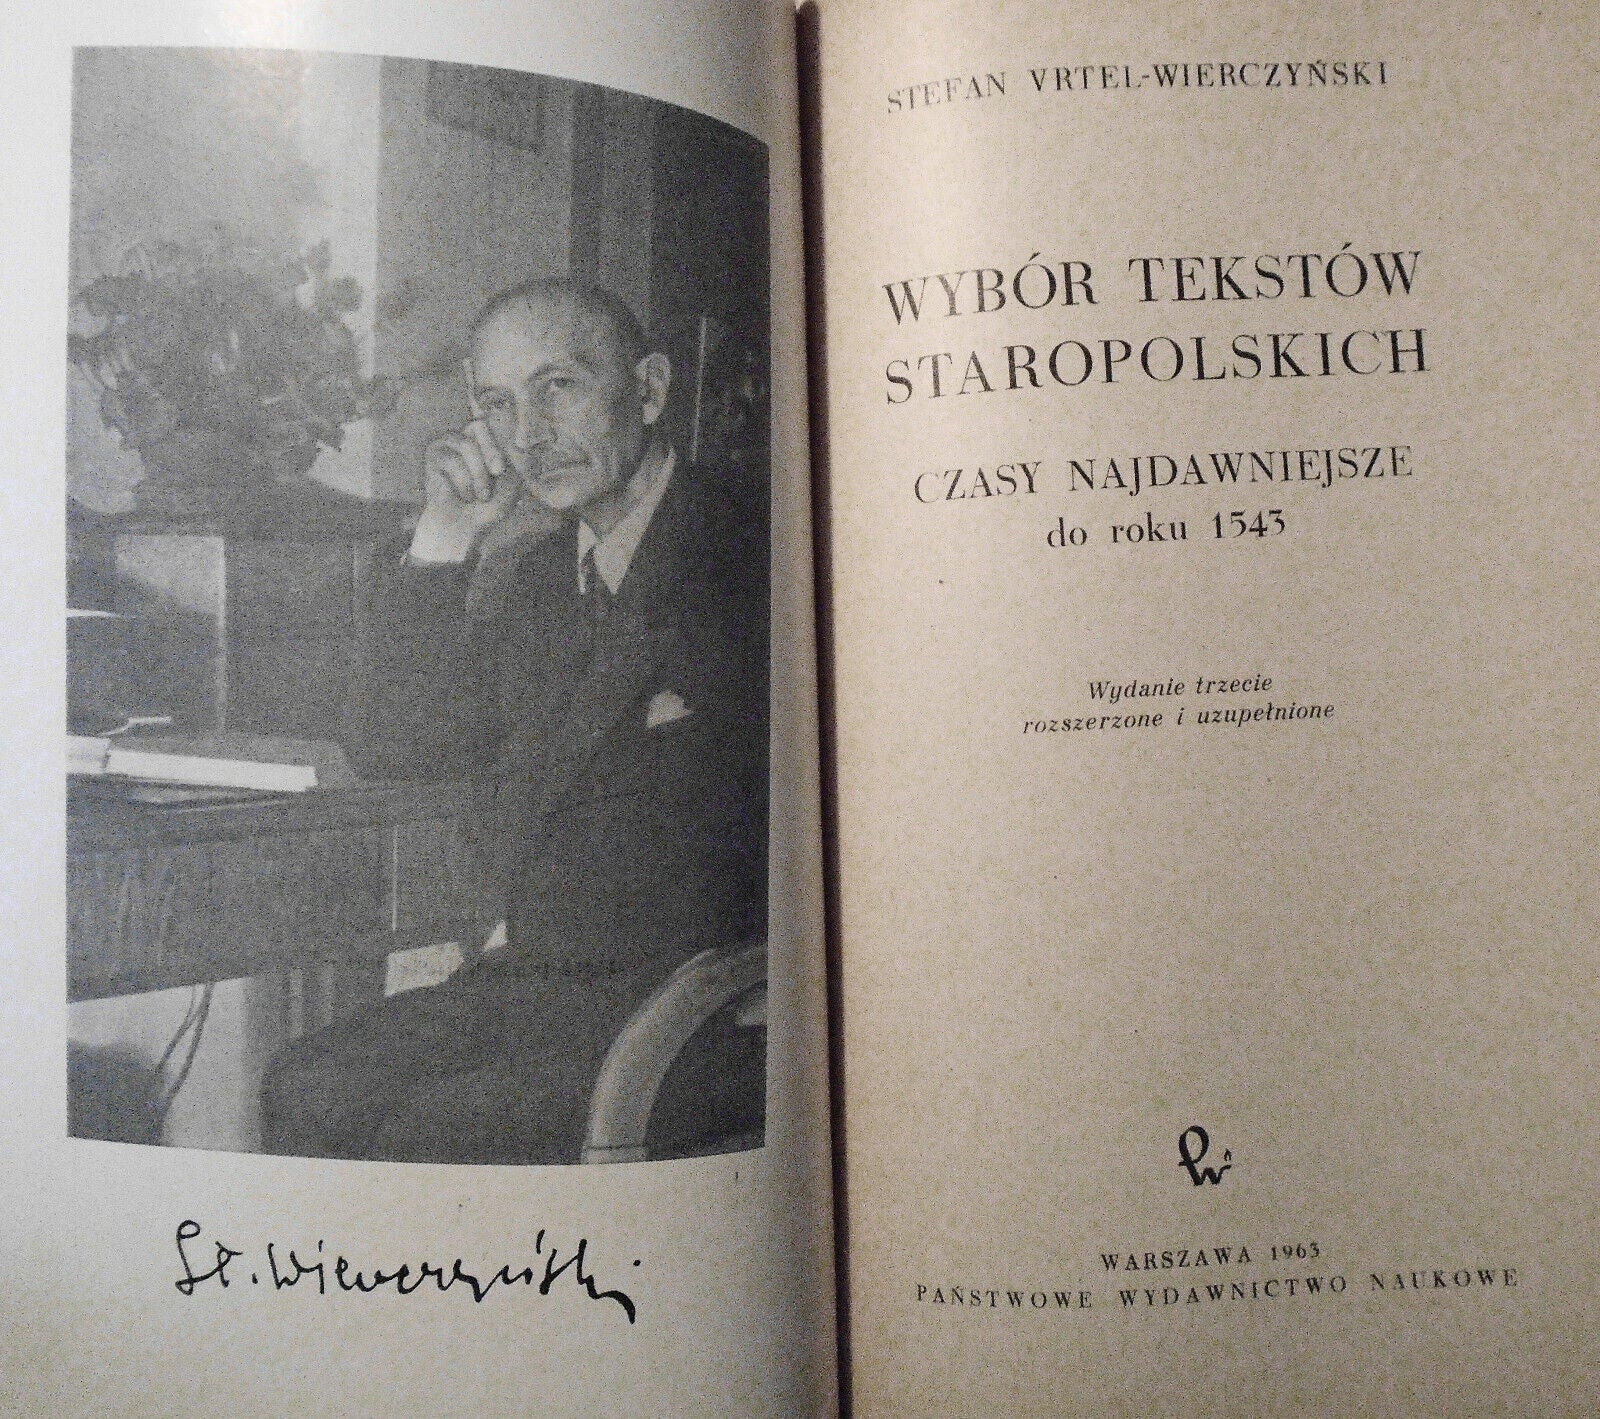 St. Wierczyński
STEFAN VRTEL-WIERCZYŃSKI
WYBÓR TEKSTÓW
STAROPOLSKICH
CZASY NAJDAWNIEJSZE
do roku 1543
Wydanie trzecie
rozszerzone i uzupełnione
WARSZAWA 1963
PAŃSTWOWE WYDAWNICTWO NAUKOWE